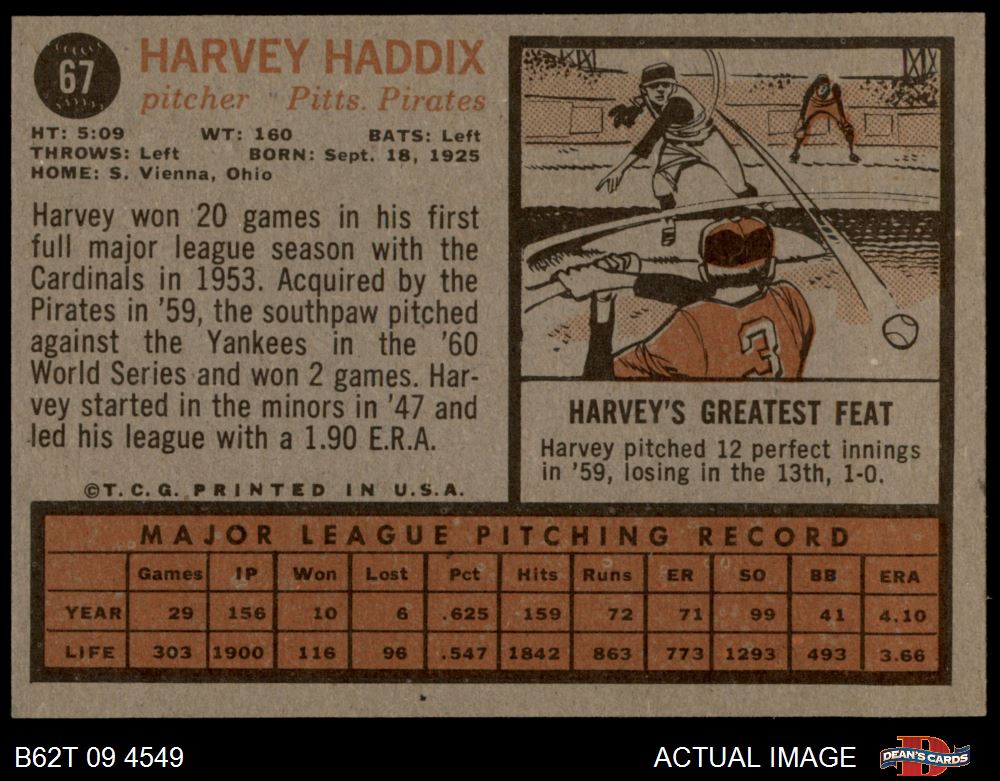 67
HARVEY HADDIX
pitcher Pitts. Pirates
HT: 5:09 WT: 160 BATS: Left
THROWS: Left BORN: Sept. 18, 1925
HOME: S. Vienna, Ohio
Harvey won 20 games in his first
full major league season with the
Cardinals in 1953. Acquired by the
Pirates in '59, the southpaw pitched
against the Yankees in the '60
World Series and won 2 games. Har-
vey started in the minors in '47 and
led his league with a 1.90 E.R.A.
©T.C.G. PRINTED IN U.S.A.
3
HARVEY'S GREATEST FEAT
Harvey pitched 12 perfect innings
in '59, losing in the 13th, 1-0.
MAJOR LEAGUE PITCHING RECORD
Games IP Won Lost Pct Hits Runs ER SO BB ERA
YEAR 29 156 10 6 .625 159 72 71 99 41 4.10
LIFE 303 1900 116 96 .547 1842 863 773 1293 493 3.66
B62T 09 4549 ACTUAL IMAGE DEAN'S CARDS